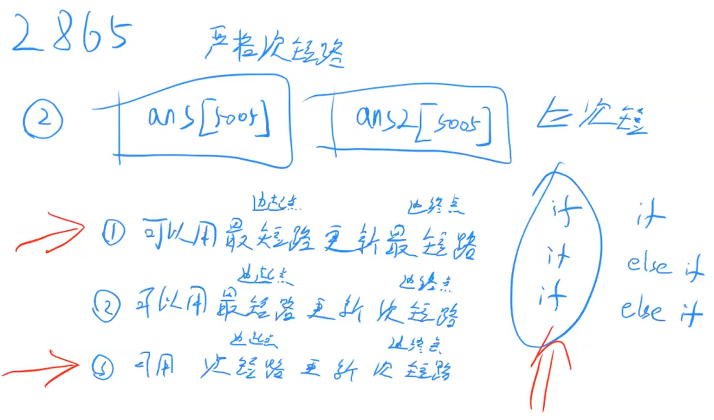 2865 严格次短路
② ans[5005] ans2[5005] 次短
边起点 边终点
① 可以用最短路更新最短路 if if
边起点 边终点
② 可以用最短路更新次短路 if else if
边起点 边终点
③ 可用 次短路更新次短路 if else if